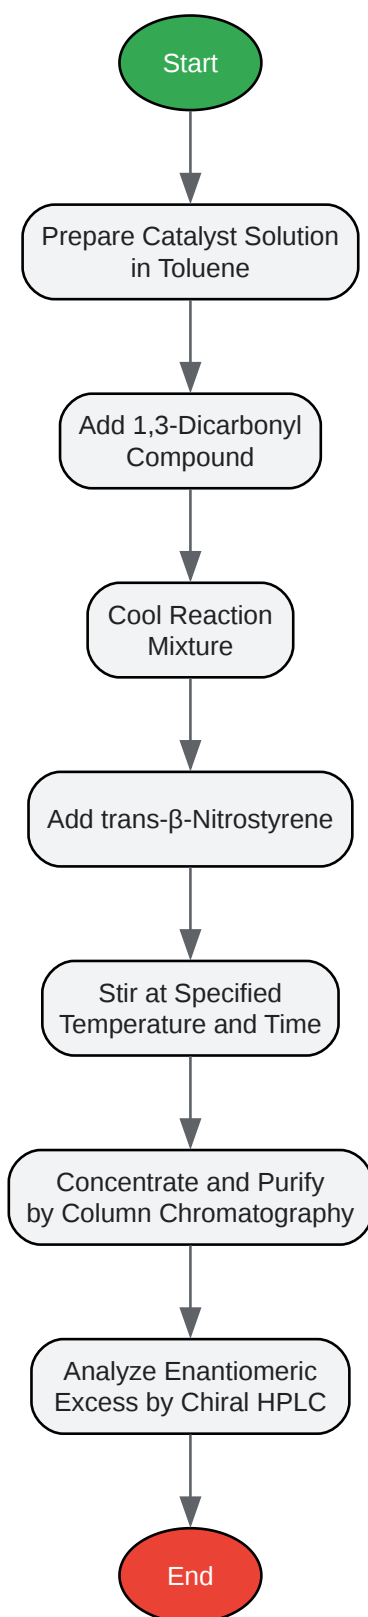 Start
Prepare Catalyst Solution
in Toluene
Add 1,3-Dicarbonyl
Compound
Cool Reaction
Mixture
Add trans-β-Nitrostyrene
Stir at Specified
Temperature and Time
Concentrate and Purify
by Column Chromatography
Analyze Enantiomeric
Excess by Chiral HPLC
End